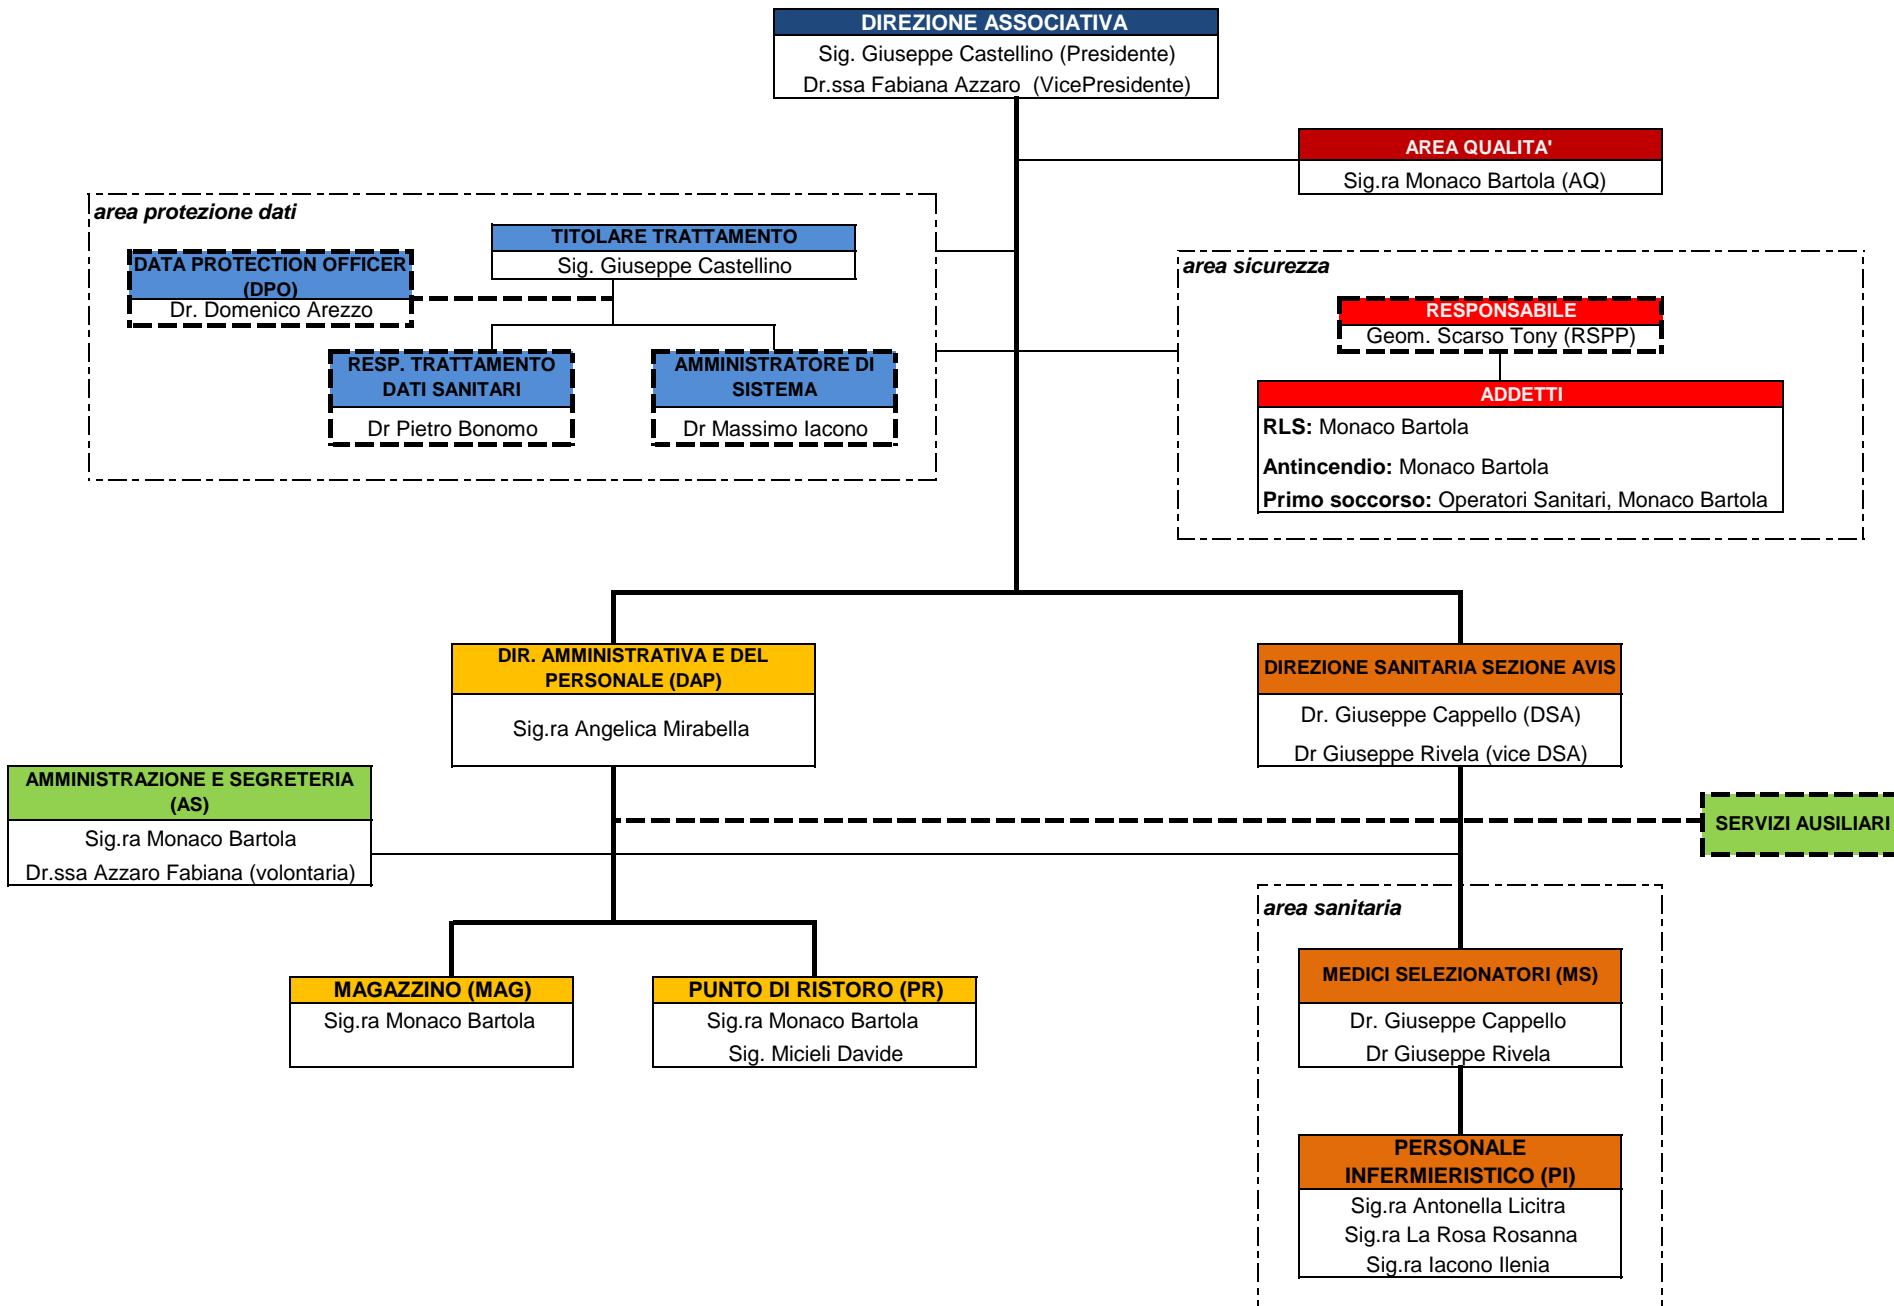 DIREZIONE ASSOCIATIVA
Sig. Giuseppe Castellino (Presidente)
Dr.ssa Fabiana Azzaro (VicePresidente)
AREA QUALITA'
Sig.ra Monaco Bartola (AQ)
area protezione dati
TITOLARE TRATTAMENTO
Sig. Giuseppe Castellino
DATA PROTECTION OFFICER
(DPO)
Dr. Domenico Arezzo
RESP. TRATTAMENTO
DATI SANITARI
Dr Pietro Bonomo
AMMINISTRATORE DI
SISTEMA
Dr Massimo Iacono
area sicurezza
RESPONSABILE
Geom. Scarso Tony (RSPP)
ADDETTI
RLS: Monaco Bartola
Antincendio: Monaco Bartola
Primo soccorso: Operatori Sanitari, Monaco Bartola
DIR. AMMINISTRATIVA E DEL
PERSONALE (DAP)
Sig.ra Angelica Mirabella
DIREZIONE SANITARIA SEZIONE AVIS
Dr. Giuseppe Cappello (DSA)
Dr Giuseppe Rivela (vice DSA)
AMMINISTRAZIONE E SEGRETERIA
(AS)
Sig.ra Monaco Bartola
Dr.ssa Azzaro Fabiana (volontaria)
SERVIZI AUSILIARI
area sanitaria
MAGAZZINO (MAG)
Sig.ra Monaco Bartola
PUNTO DI RISTORO (PR)
Sig.ra Monaco Bartola
Sig. Micieli Davide
MEDICI SELEZIONATORI (MS)
Dr. Giuseppe Cappello
Dr Giuseppe Rivela
PERSONALE
INFERMIERISTICO (PI)
Sig.ra Antonella Licitra
Sig.ra La Rosa Rosanna
Sig.ra Iacono Ilenia